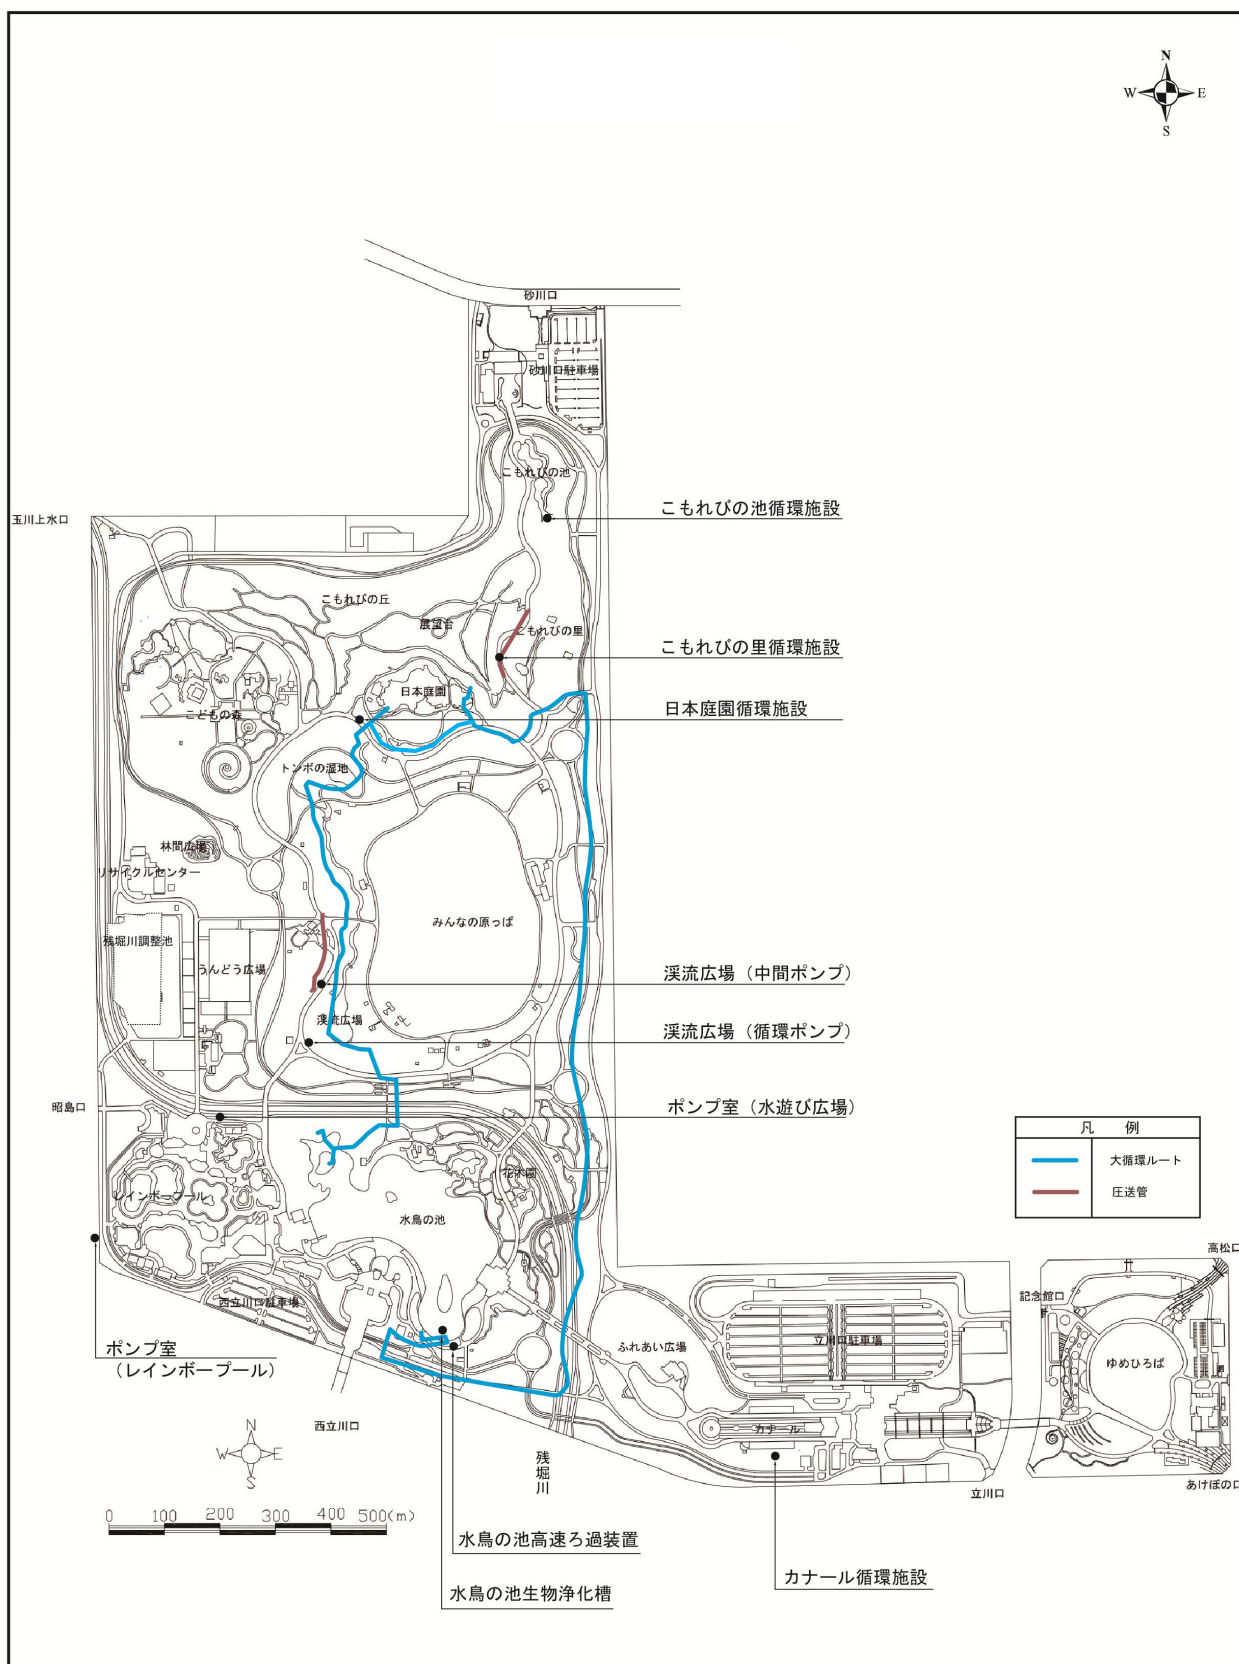 N
W E
S
砂川口
砂川口駐車場
こもれびの池
こもれびの池循環施設
玉川上水口
こもれびの丘
展望台
こもれびの里
こもれびの里循環施設
日本庭園
日本庭園循環施設
こどもの森
トンボの湿地
林間広場
リサイクルセンター
みんなの原っぱ
残堀川調整池
うんどう広場
渓流広場（中間ポンプ）
渓流広場
渓流広場（循環ポンプ）
昭島口
ポンプ室（水遊び広場）
凡 例
大循環ルート
圧送管
花木園
レインボープール
水鳥の池
高松口
記念館口
西立川口駐車場
ポンプ室
（レインボープール）
ふれあい広場
立川口駐車場
ゆめひろば
西立川口
カナール
N
W E
S
残堀川
立川口
あけぼの口
0 100 200 300 400 500(m)
水鳥の池高速ろ過装置
カナール循環施設
水鳥の池生物浄化槽